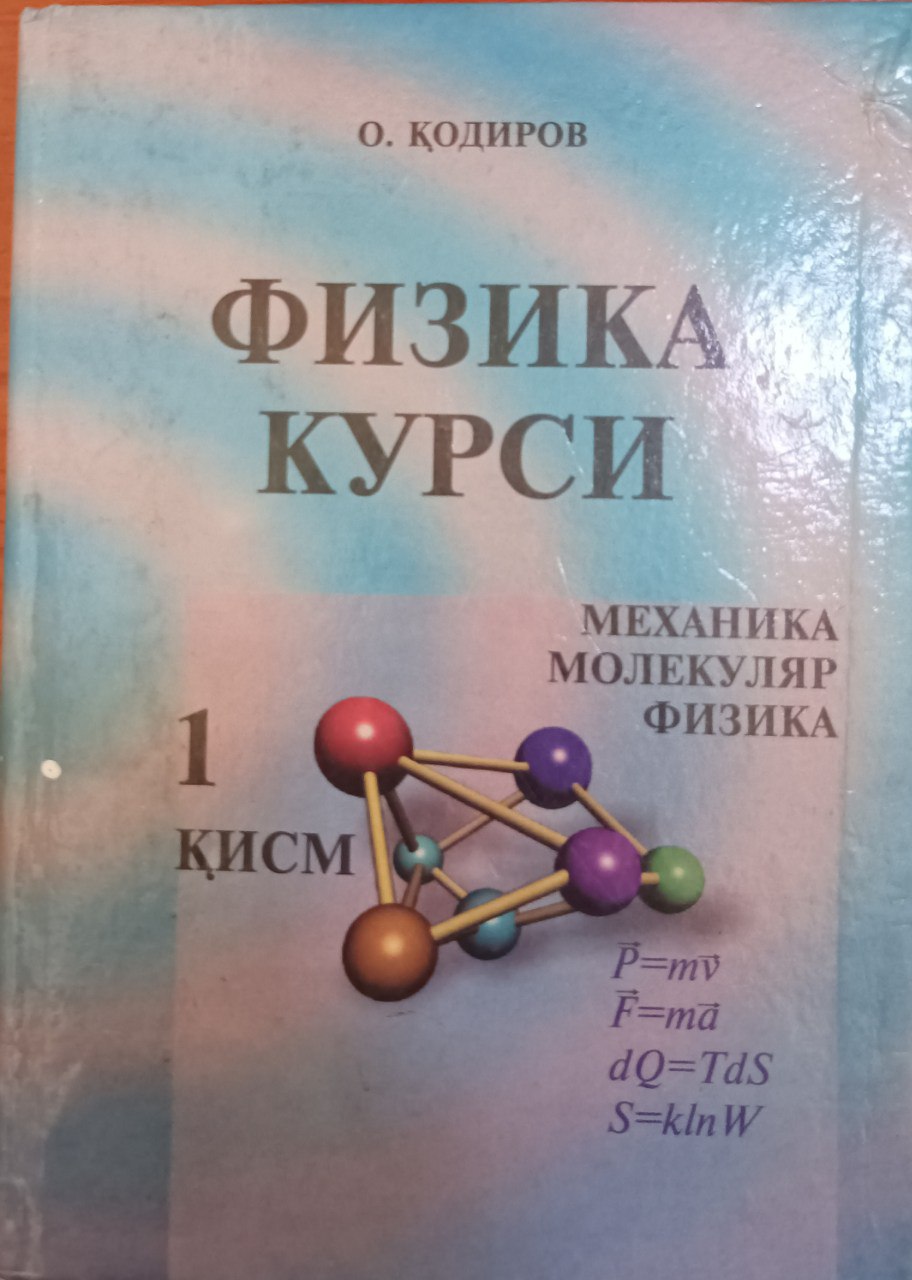 О. ҚОДИРОВ
ФИЗИКА
КУРСИ
МЕХАНИКА
МОЛЕКУЛЯР
ФИЗИКА
1
ҚИСМ
P⃗=mv⃗
F⃗=ma⃗
dQ=TdS
S=klnW